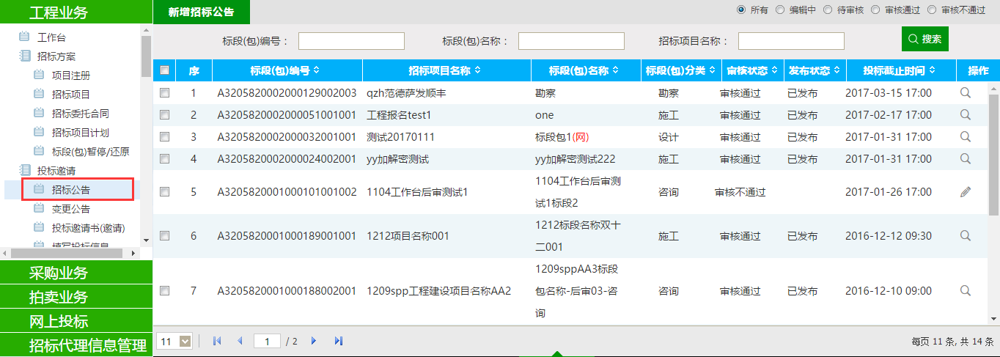 工程业务
工作台
招标方案
项目注册
招标项目
招标委托合同
招标项目计划
标段(包)暂停/还原
投标邀请
招标公告
变更公告
投标邀请书(邀请)
填写投标信息
采购业务
拍卖业务
网上投标
招标代理信息管理
新增招标公告
所有 编辑中 待审核 审核通过 审核不通过
标段(包)编号： 标段(包)名称： 招标项目名称： 搜索
序 标段(包)编号 招标项目名称 标段(包)名称 标段(包)分类 审核状态 发布状态 投标截止时间 操作
1 A3205820002000129002003 qzh范德萨发顺丰 勘察 勘察 审核通过 已发布 2017-03-15 17:00
2 A3205820002000051001001 工程报名test1 one 施工 审核通过 已发布 2017-02-17 17:00
3 A3205820002000032001001 测试20170111 标段包1(网) 设计 审核通过 已发布 2017-01-31 17:00
4 A3205820002000024002001 yy加解密测试 yy加解密测试222 施工 审核通过 已发布 2017-01-31 17:00
5 A3205820001000101001002 1104工作台后审测试1 1104工作台后审测 咨询 审核不通过 2017-01-26 17:00
试1标段2
6 A3205820001000189001001 1212项目名称001 1212标段名称双十 施工 审核通过 已发布 2016-12-12 09:30
二001
7 A3205820001000188002001 1209spp工程建设项目名称AA2 1209sppAA3标段 咨询 审核通过 已发布 2016-12-10 09:00
包名称-后审03-咨
询
11 1 / 2 每页 11 条, 共 14 条